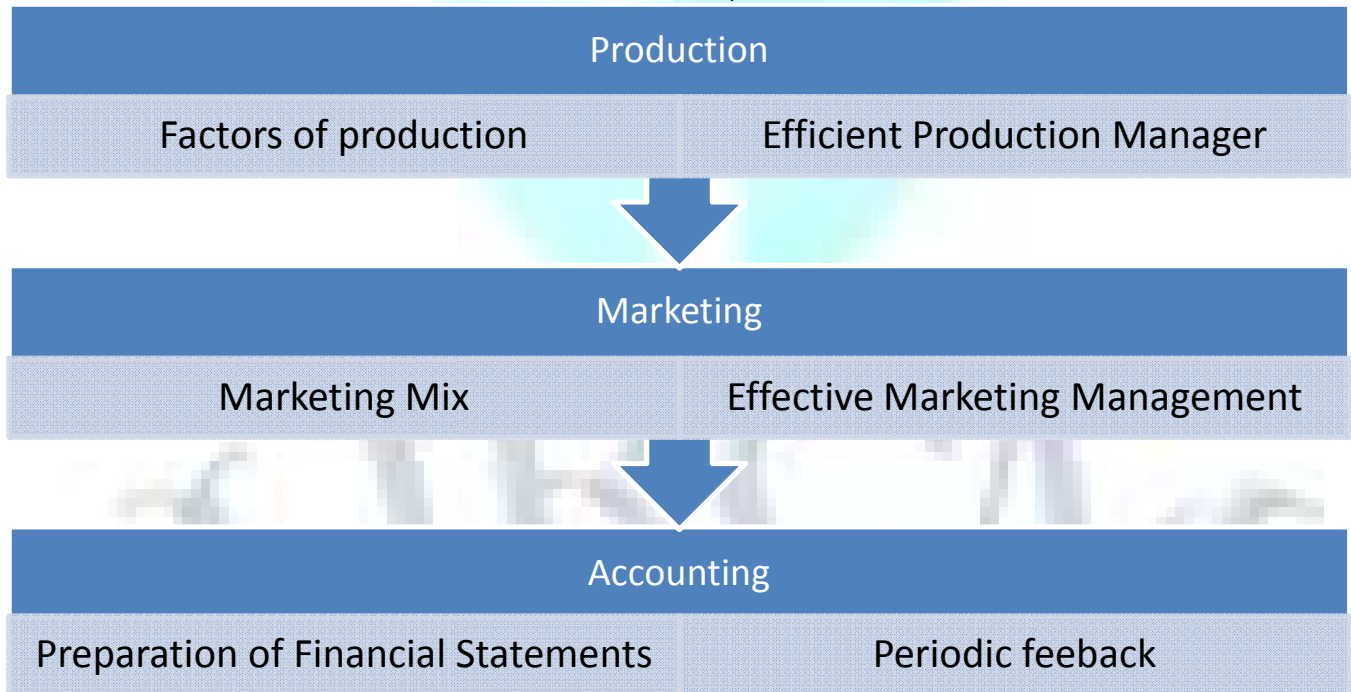 Production
Factors of production
Efficient Production Manager
Marketing
Marketing Mix
Effective Marketing Management
Accounting
Preparation of Financial Statements
Periodic feeback